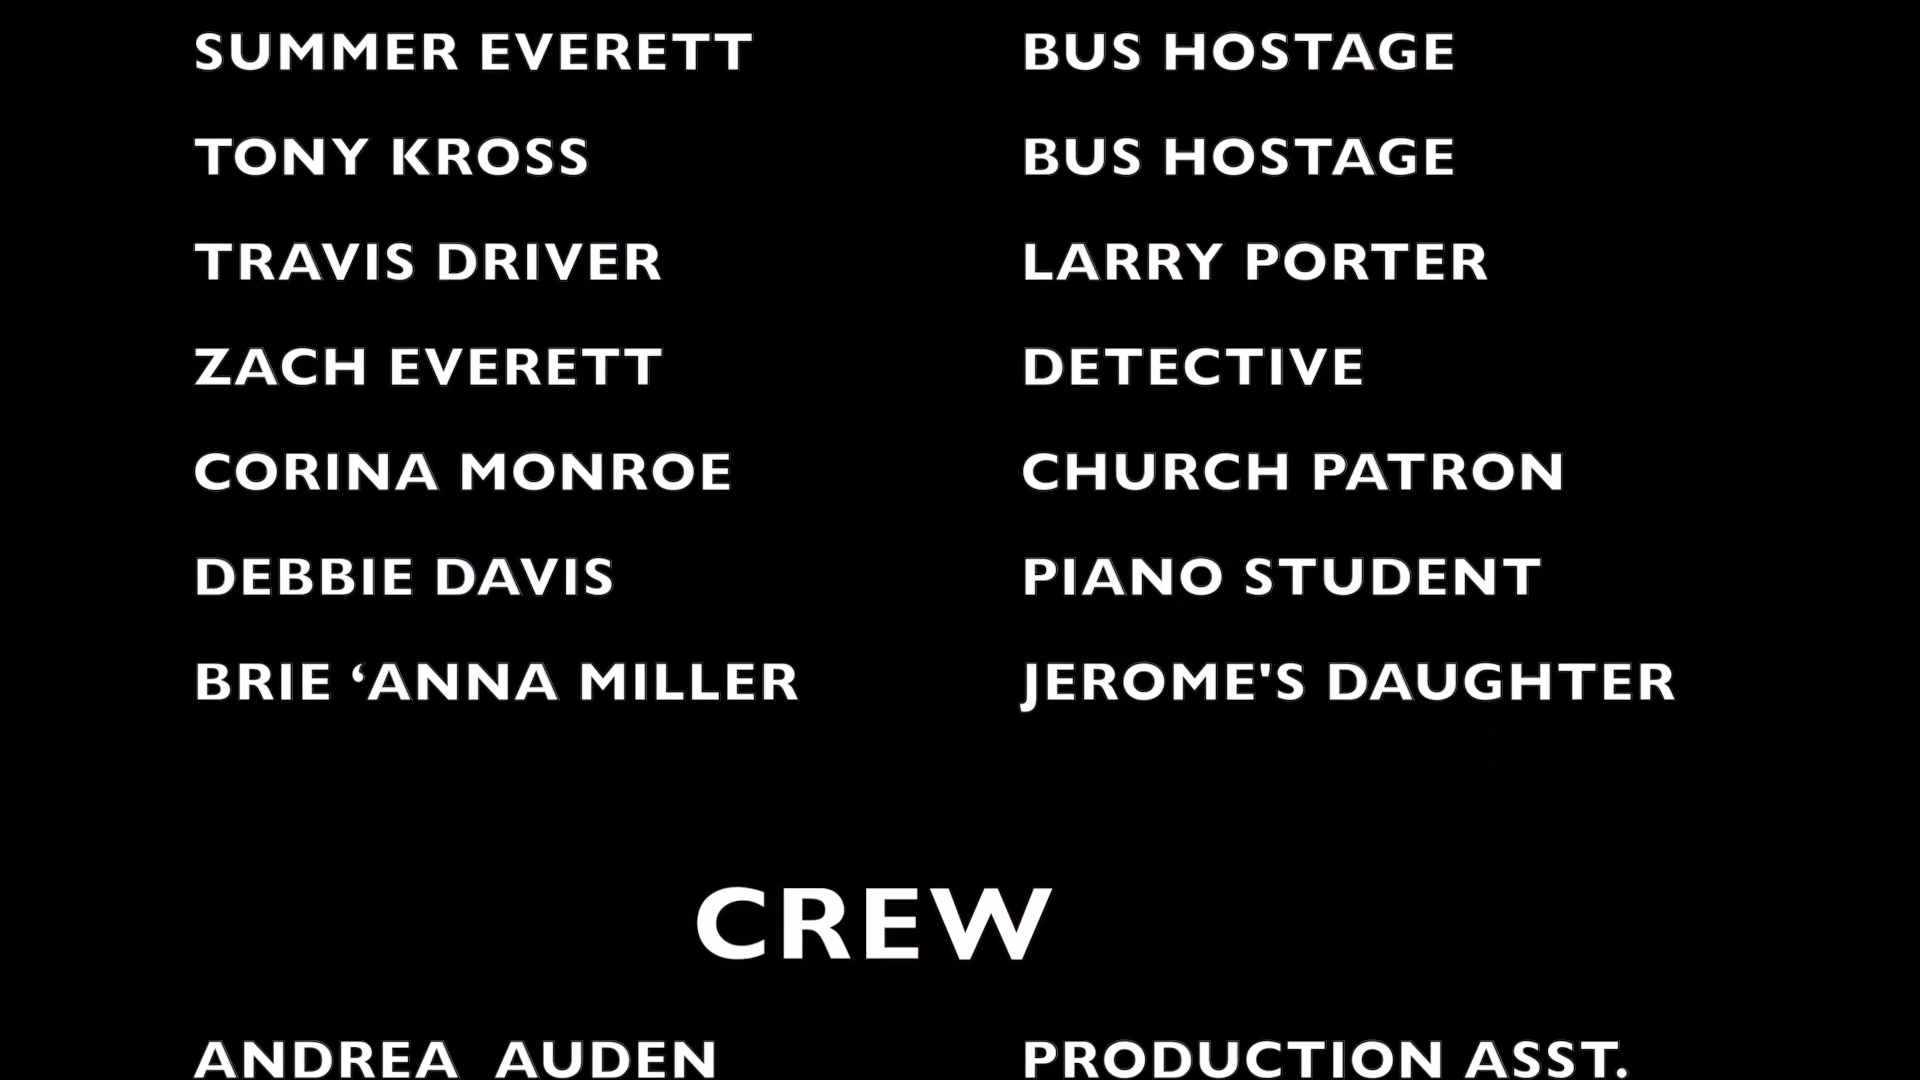 SUMMER EVERETT BUS HOSTAGE
TONY KROSS BUS HOSTAGE
TRAVIS DRIVER LARRY PORTER
ZACH EVERETT DETECTIVE
CORINA MONROE CHURCH PATRON
DEBBIE DAVIS PIANO STUDENT
BRIE ‘ANNA MILLER JEROME'S DAUGHTER
CREW
ANDREA  AUDEN PRODUCTION ASST.